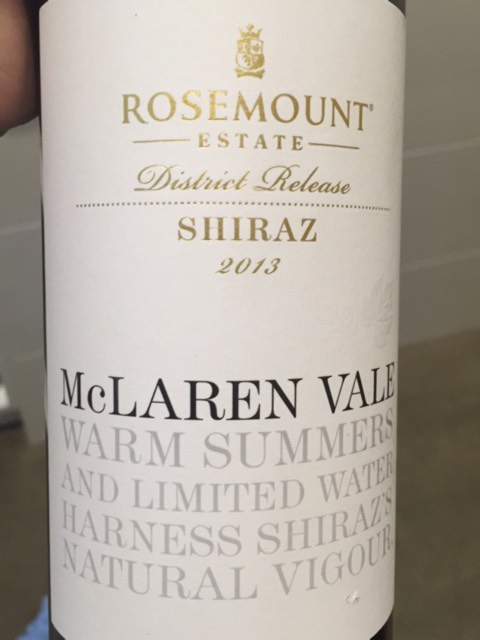 ROSEMOUNT®
ESTATE
District Release
SHIRAZ
2013
McLAREN VALE
WARM SUMMERS
AND LIMITED WATER
HARNESS SHIRAZ'S
NATURAL VIGOUR.